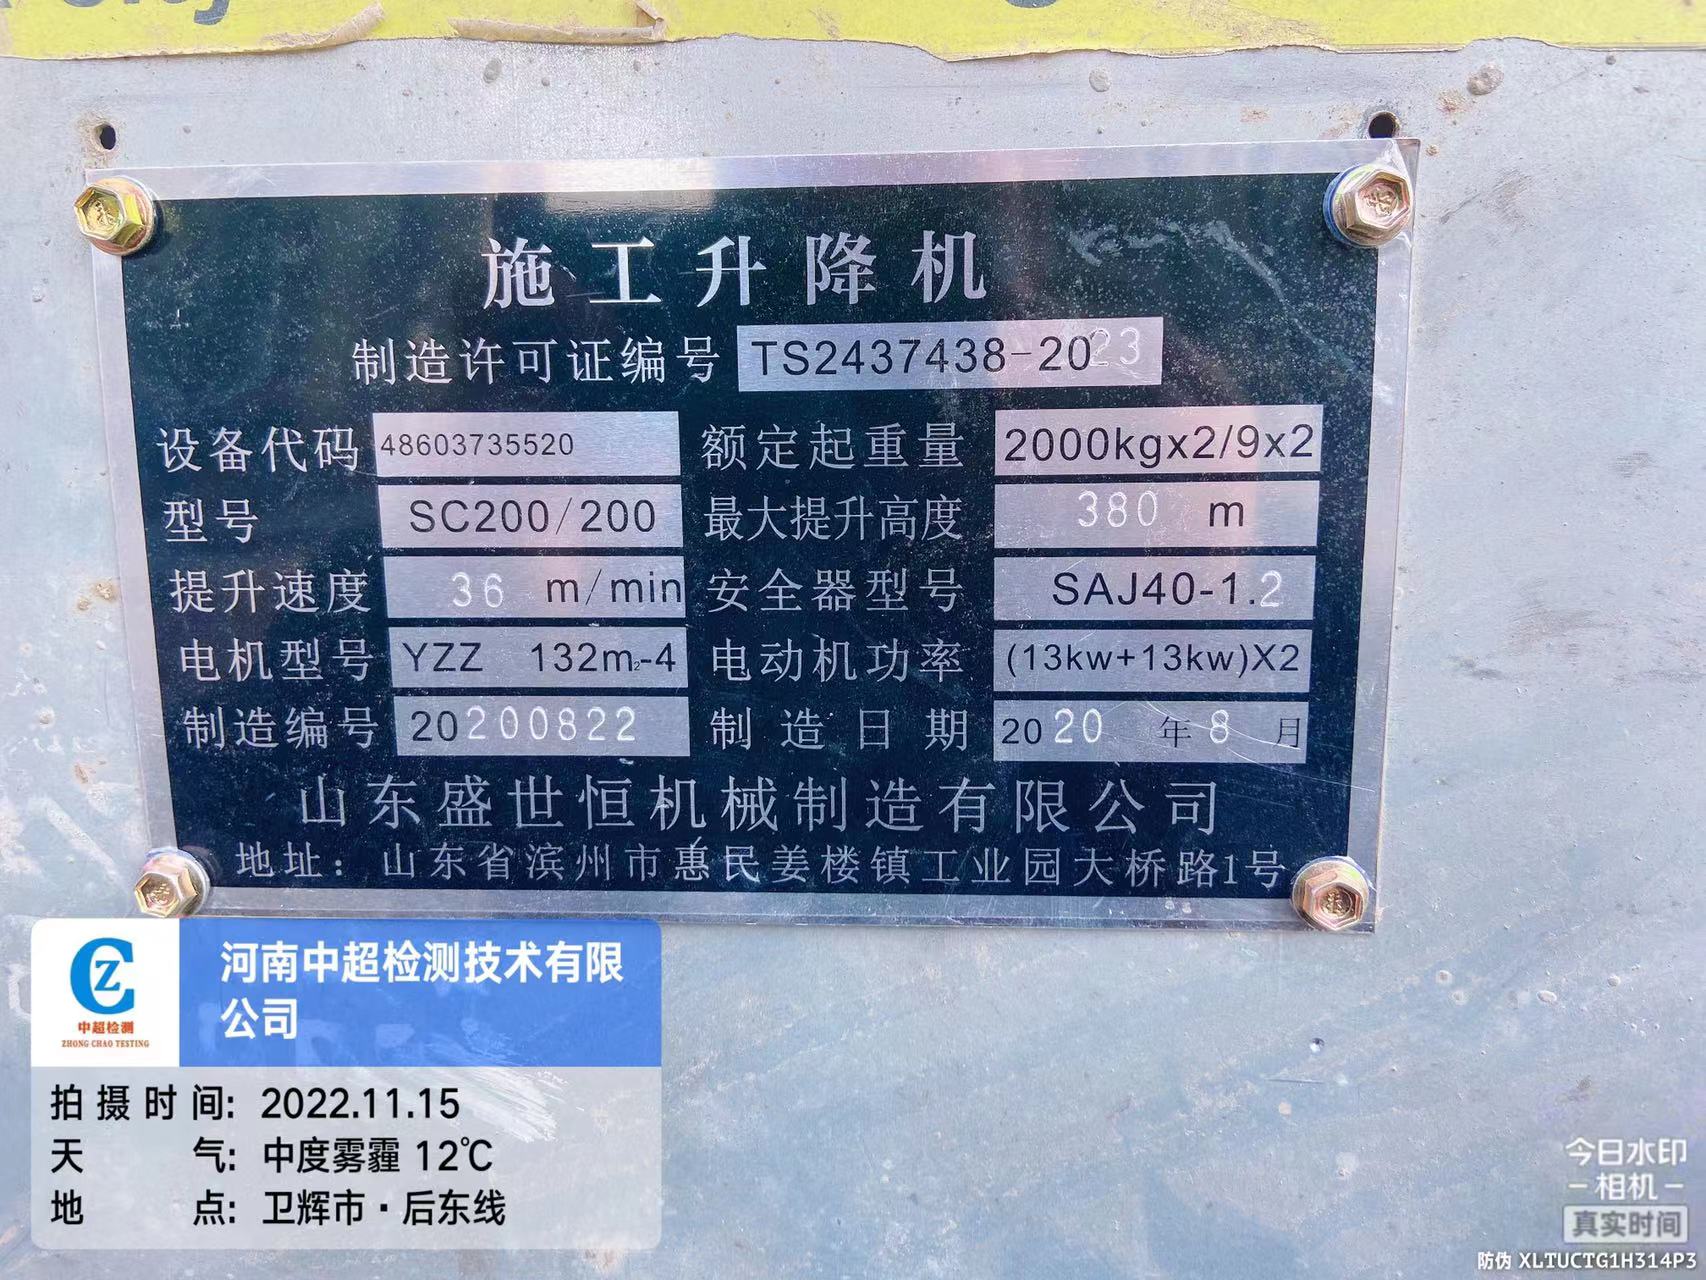 施工升降机
制造许可证编号 TS2437438-2023
设备代码 48603735520 额定起重量 2000kgx2/9x2
型号 SC200/200 最大提升高度 380 m
提升速度 36 m/min 安全器型号 SAJ40-1.2
电机型号 YZZ 132m₂-4 电动机功率 (13kw+13kw)X2
制造编号 20200822 制造日期 2020 年 8 月
山东盛世恒机械制造有限公司
地址：山东省滨州市惠民姜楼镇工业园大桥路1号
CZ
中超检测
ZHONG CHAO TESTING
河南中超检测技术有限
公司
拍摄时间: 2022.11.15
天气: 中度雾霾 12℃
地点: 卫辉市·后东线
今日水印
-相机-
真实时间
防伪 XLTUCTG1H314P3